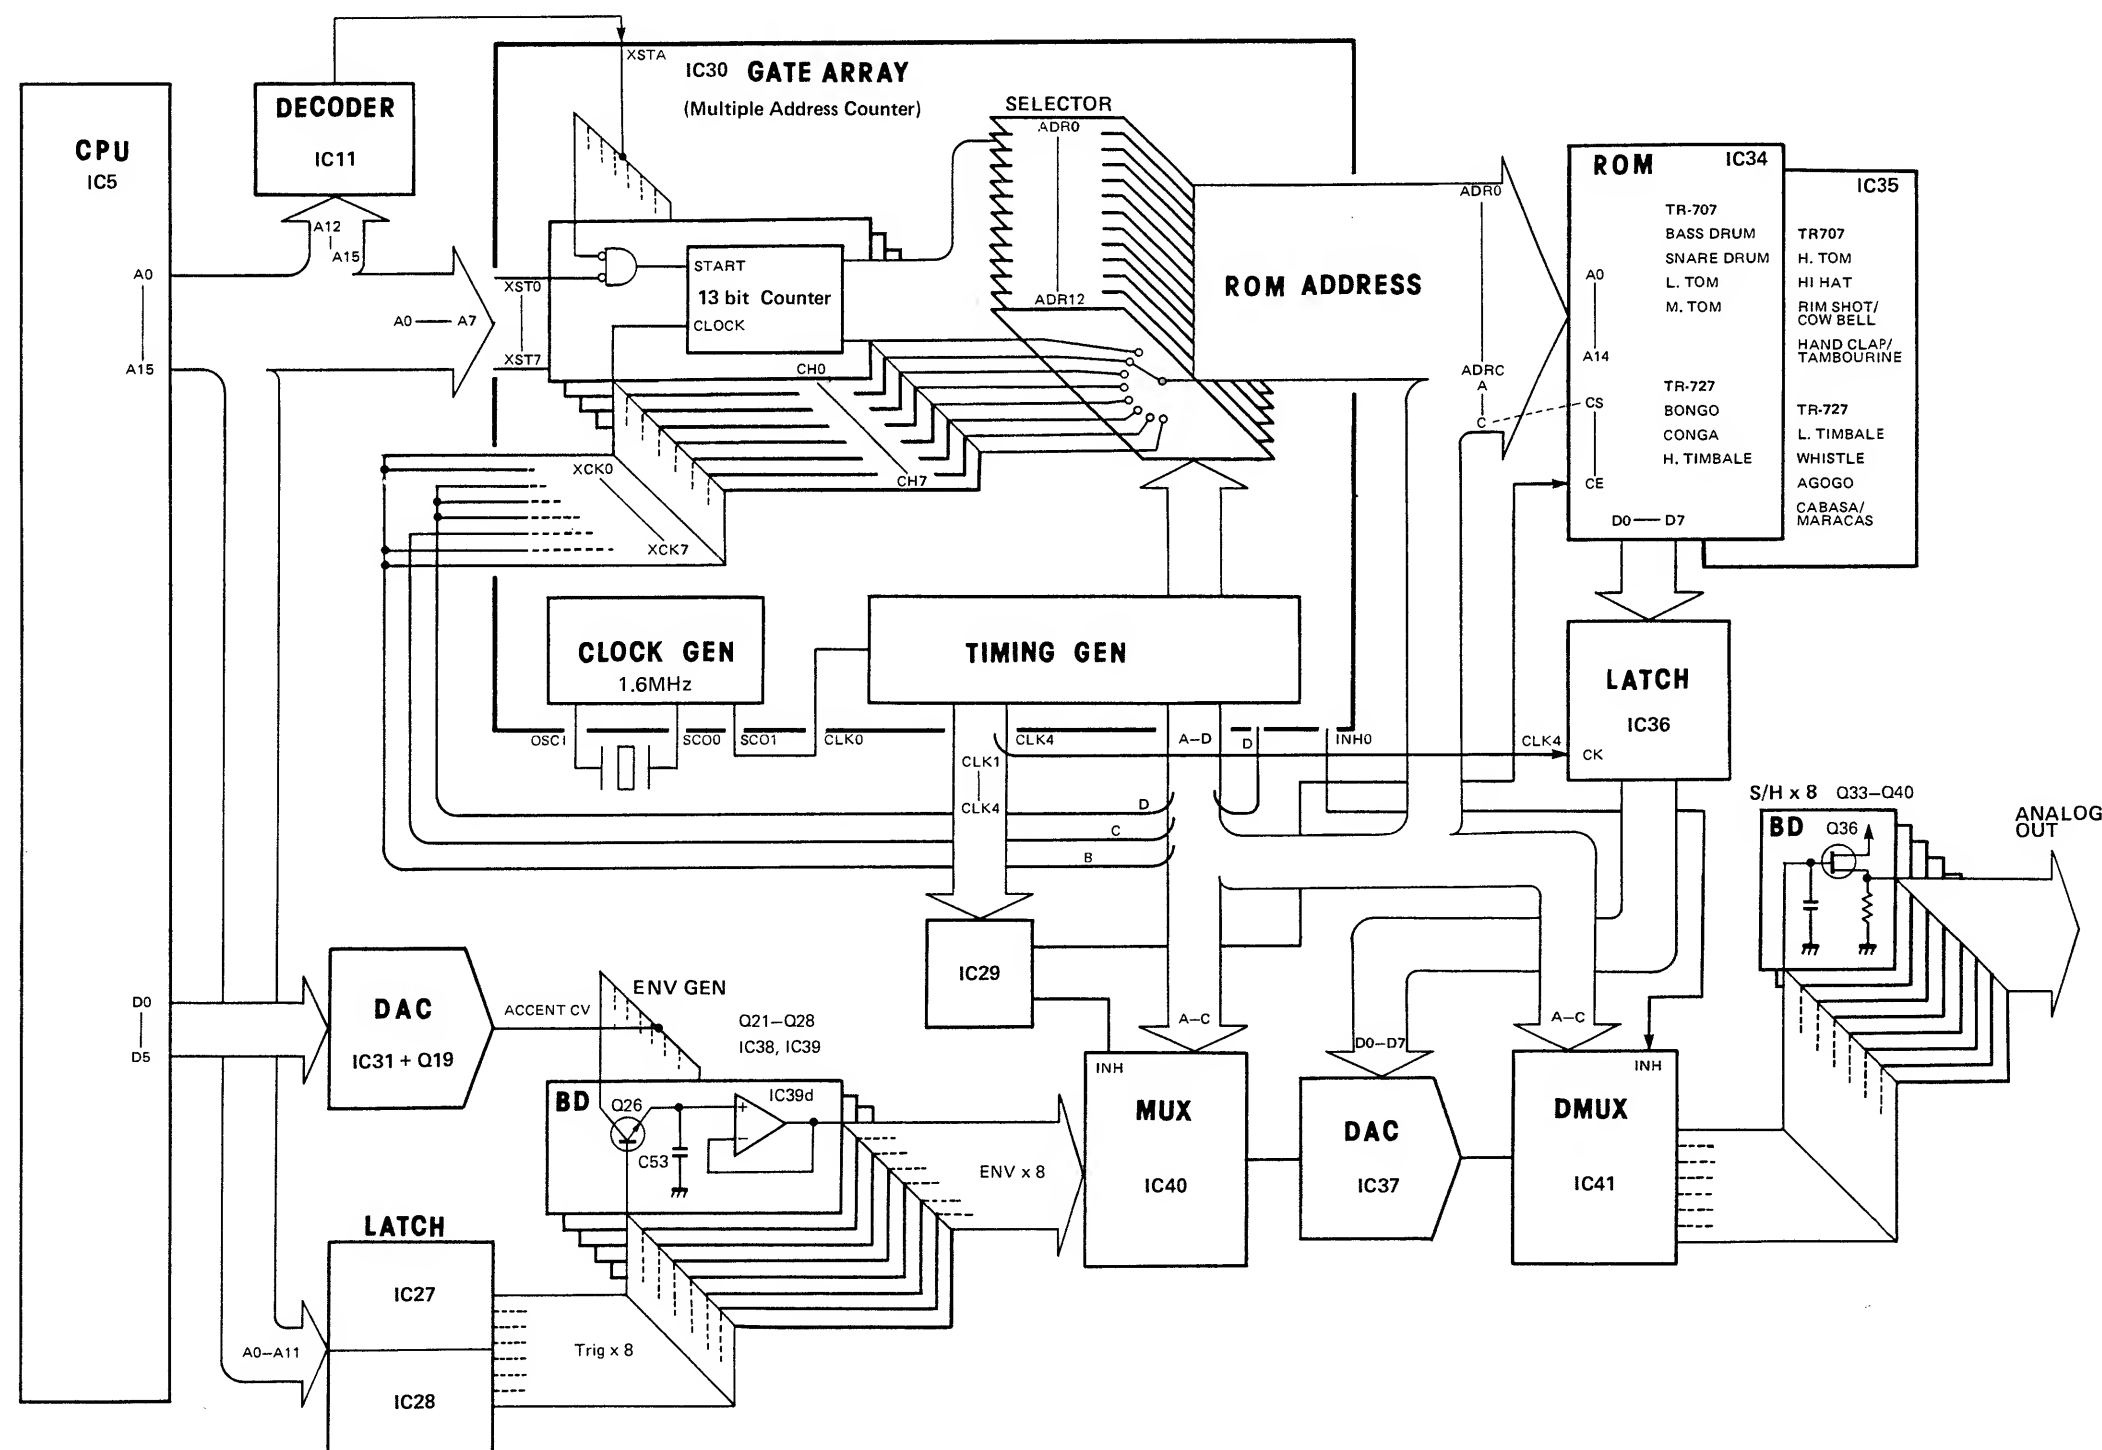 CPU
IC5
A0
A15
D0
D5
DECODER
IC11
A12
A15
A0 — A7
XSTA
IC30 GATE ARRAY
(Multiple Address Counter)
XST0
XST7
START
13 bit Counter
CLOCK
CH0
CH7
XCK0
XCK7
SELECTOR
ADR0
ADR12
ROM ADDRESS
ADR0
ADRC
A
C
ROM
IC34
A0
A14
CS
CE
TR-707
BASS DRUM
SNARE DRUM
L. TOM
M. TOM
TR-727
BONGO
CONGA
H. TIMBALE
D0 — D7
IC35
TR707
H. TOM
HI HAT
RIM SHOT/
COW BELL
HAND CLAP/
TAMBOURINE
TR-727
L. TIMBALE
WHISTLE
AGOGO
CABASA/
MARACAS
CLOCK GEN
1.6MHz
TIMING GEN
OSCI
SCO0
SCO1
CLK0
CLK4
A–D
D
INH0
CLK1
CLK4
D
C
B
LATCH
IC36
CLK4
CK
IC29
DAC
IC31 + Q19
ACCENT CV
ENV GEN
Q21–Q28
IC38, IC39
BD
Q26
IC39d
+
−
C53
ENV x 8
LATCH
IC27
IC28
A0–A11
Trig x 8
A–C
INH
MUX
IC40
D0–D7
DAC
IC37
A–C
INH
DMUX
IC41
S/H x 8 Q33–Q40
BD
Q36
ANALOG
OUT